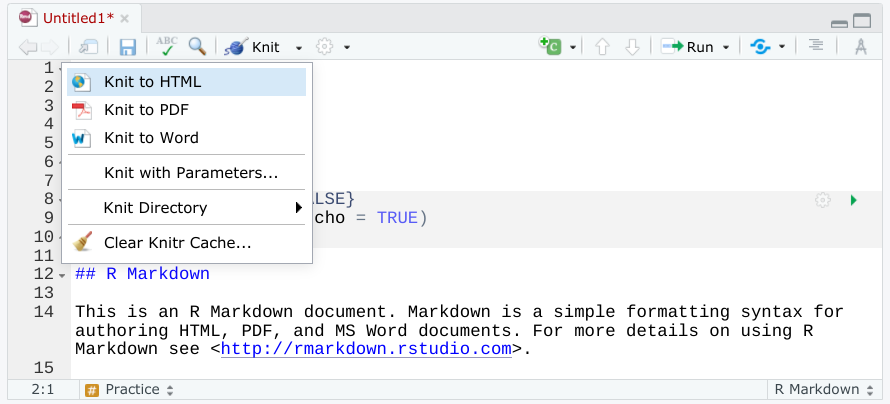 Untitled1*
ABC
Knit
C
Run
1
Knit to HTML
2
3
Knit to PDF
4
5
Knit to Word
6
7
Knit with Parameters...
8 ALSE}
Knit Directory
9 cho = TRUE)
10
11
Clear Knitr Cache...
12 ## R Markdown
13
14 This is an R Markdown document. Markdown is a simple formatting syntax for
authoring HTML, PDF, and MS Word documents. For more details on using R
Markdown see <http://rmarkdown.rstudio.com>.
15
2:1 # Practice R Markdown